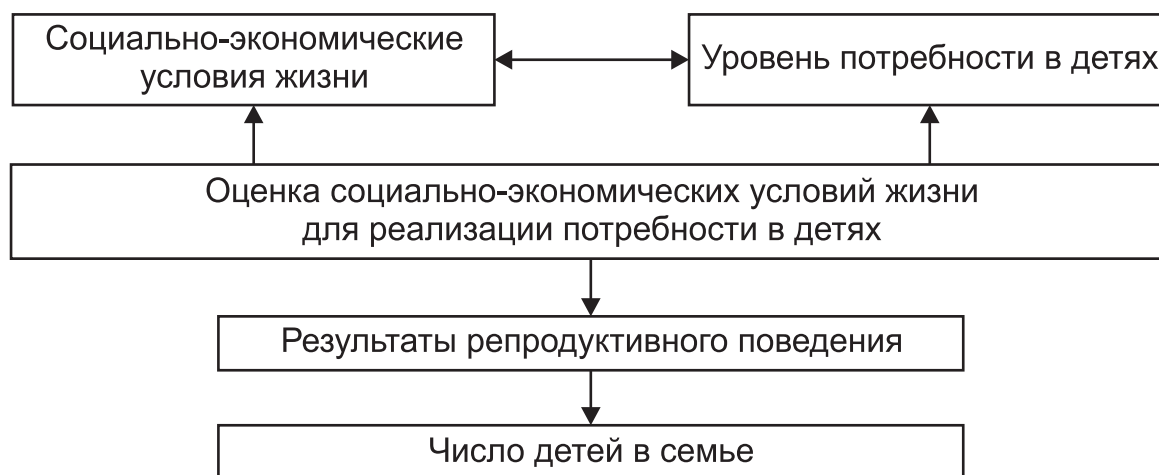 Социально-экономические
условия жизни
Уровень потребности в детях
Оценка социально-экономических условий жизни
для реализации потребности в детях
Результаты репродуктивного поведения
Число детей в семье